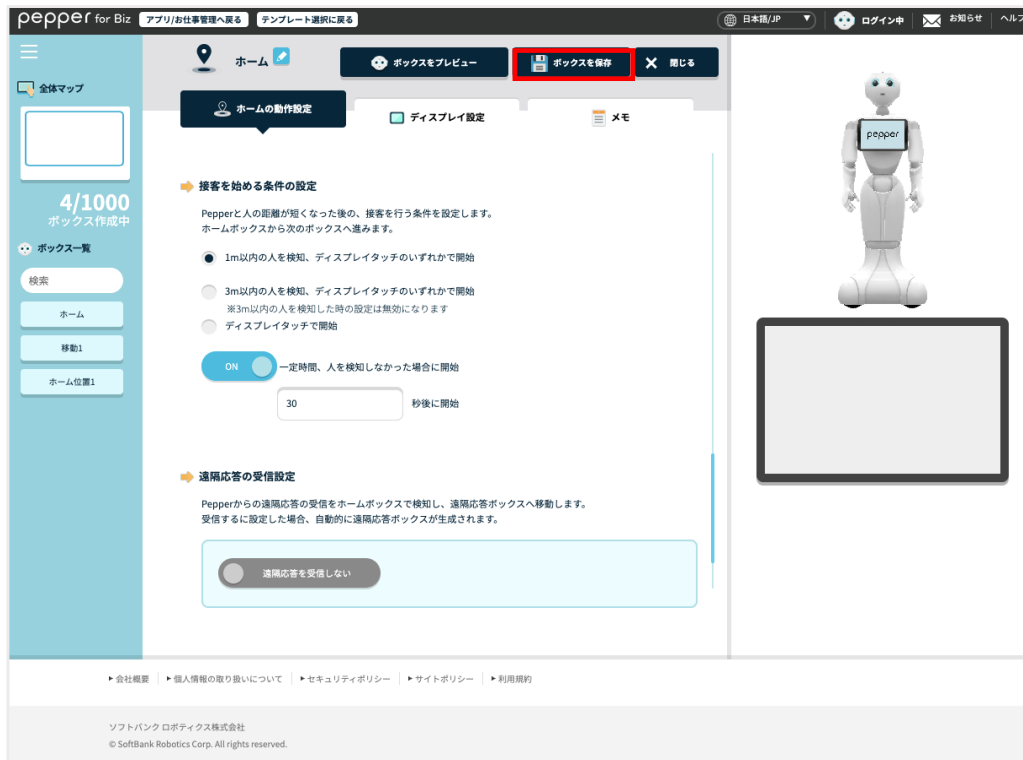 pepper for Biz
アプリ/お仕事管理へ戻る
テンプレート選択に戻る
日本語/JP
ログイン中
お知らせ
全体マップ
4/1000
ボックス作成中
ボックス一覧
検索
ホーム
移動1
ホーム位置1
ホーム
ボックスをプレビュー
ボックスを保存
閉じる
ホームの動作設定
ディスプレイ設定
メモ
接客を始める条件の設定
Pepperと人の距離が短くなった後の、接客を行う条件を設定します。
ホームボックスから次のボックスへ進みます。
1m以内の人を検知、ディスプレイタッチのいずれかで開始
3m以内の人を検知、ディスプレイタッチのいずれかで開始
※3m以内の人を検知した時の設定は無効になります
ディスプレイタッチで開始
ON
一定時間、人を検知しなかった場合に開始
30
秒後に開始
遠隔応答の受信設定
Pepperからの遠隔応答の受信をホームボックスで検知し、遠隔応答ボックスへ移動します。
受信するに設定した場合、自動的に遠隔応答ボックスが生成されます。
遠隔応答を受信しない
pepper
会社概要
個人情報の取り扱いについて
セキュリティポリシー
サイトポリシー
利用規約
ソフトバンク ロボティクス株式会社
© SoftBank Robotics Corp. All rights reserved.